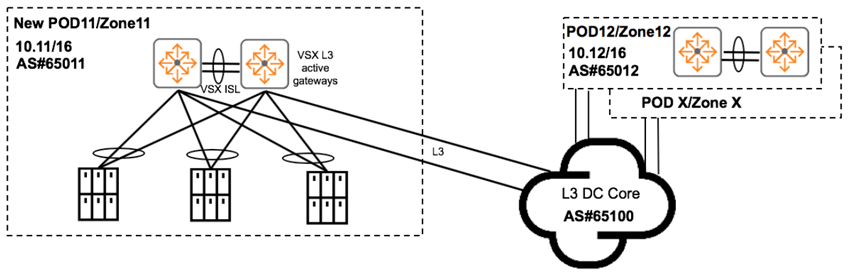 New POD11/Zone11
10.11/16
AS#65011
VSX L3
active
gateways
VSX ISL
L3
POD12/Zone12
10.12/16
AS#65012
POD X/Zone X
L3 DC Core
AS#65100